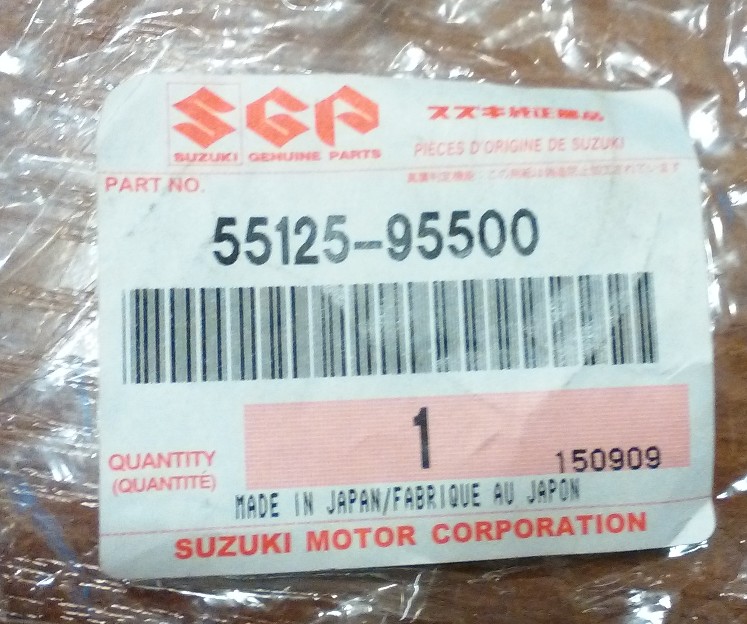 SGP
スズキ純正部品
SUZUKI GENUINE PARTS
PIECES D'ORIGINE DE SUZUKI
PART NO.
55125-95500
1
150909
QUANTITY
(QUANTITÉ)
MADE IN JAPAN/FABRIQUE AU JAPON
SUZUKI MOTOR CORPORATION